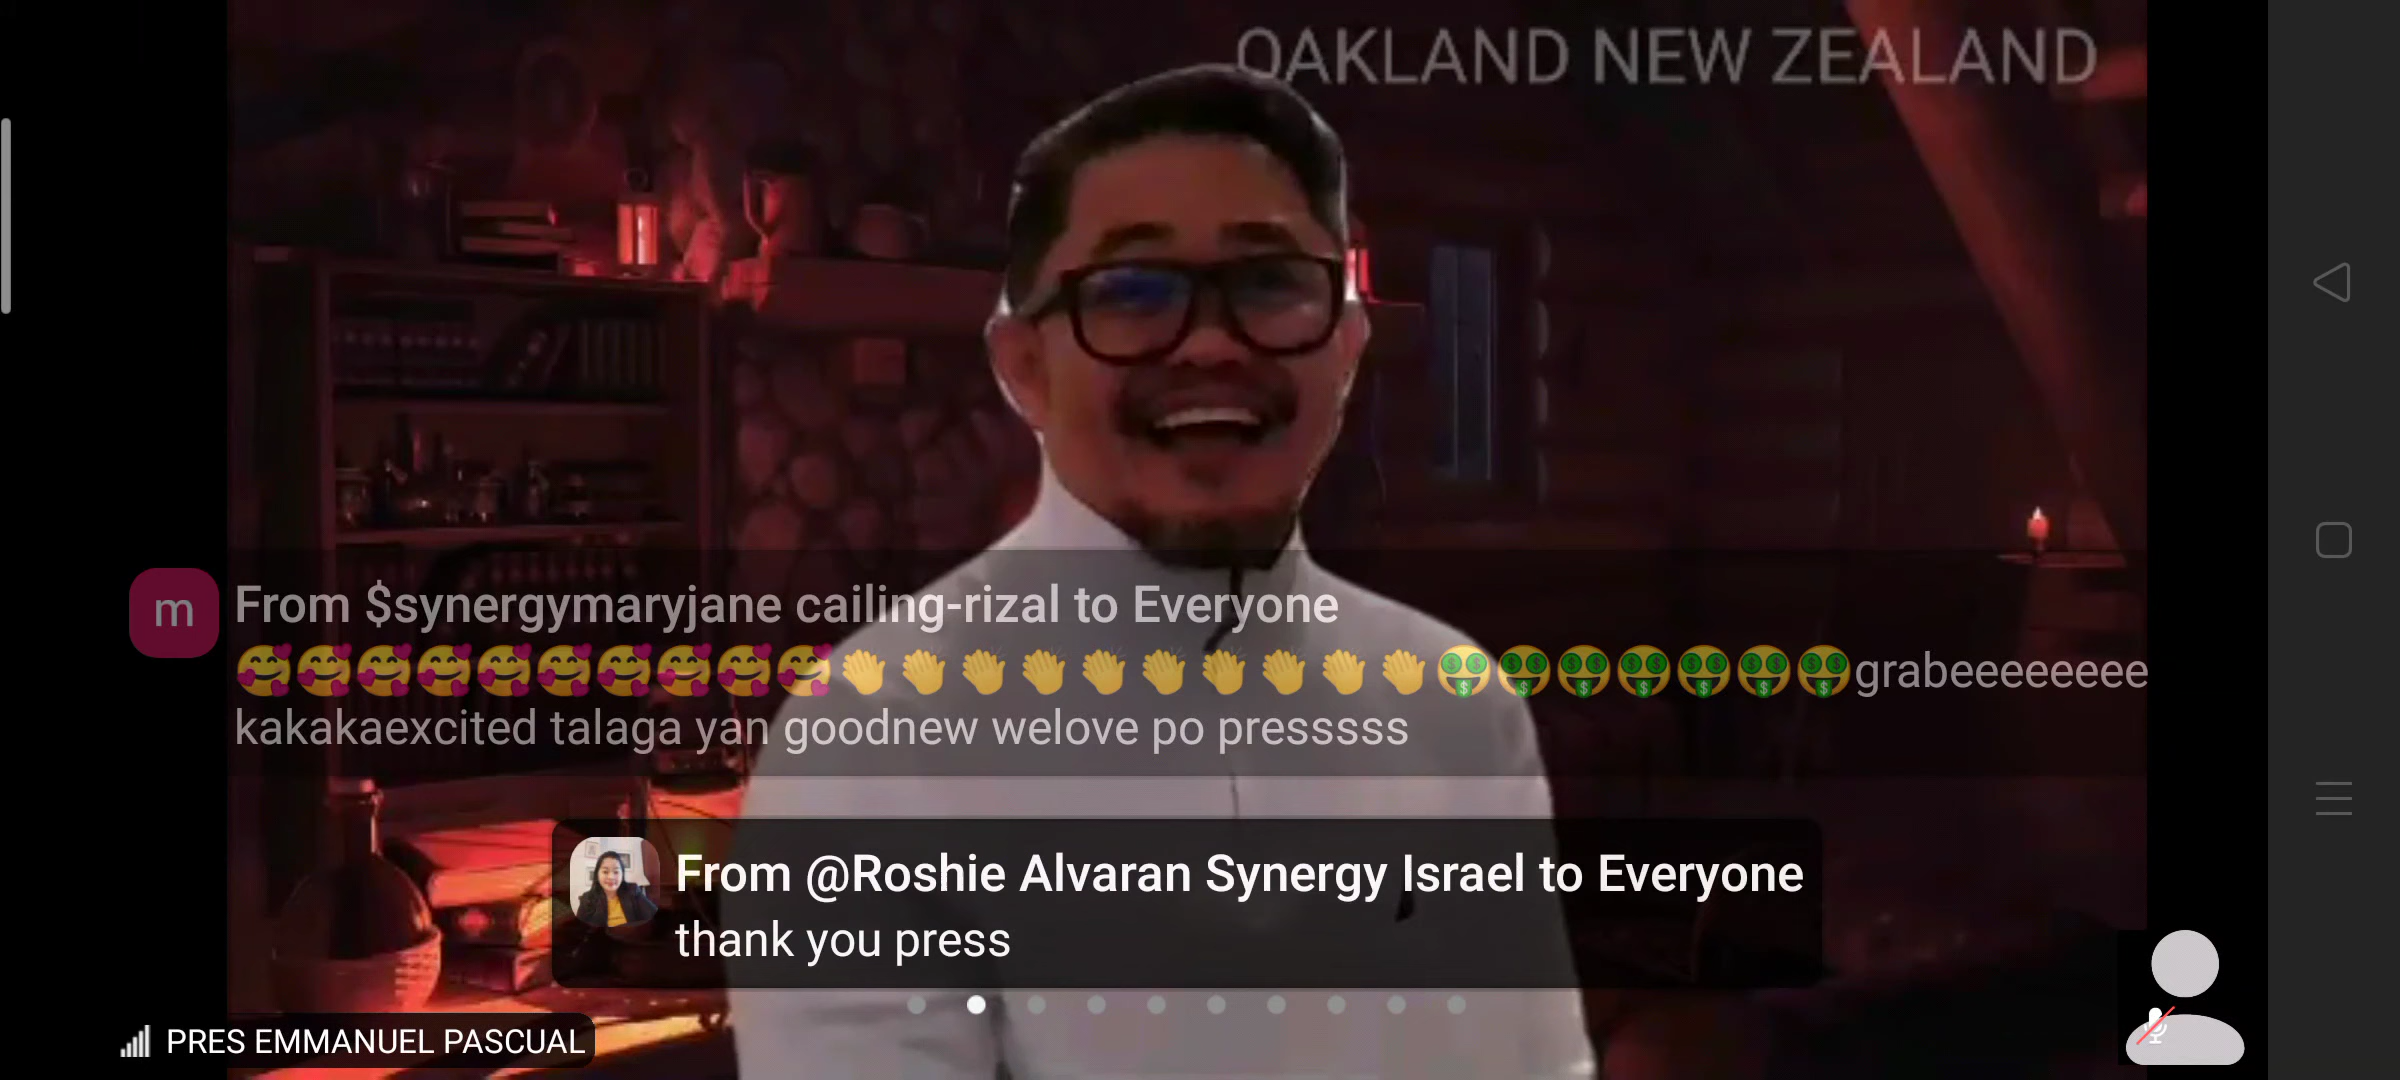 OAKLAND NEW ZEALAND
m
From $synergymaryjane cailing-rizal to Everyone
🥰🥰🥰🥰🥰🥰🥰🥰🥰🥰👏👏👏👏👏👏👏👏👏👏🤑🤑🤑🤑🤑🤑🤑grabeeeeeeee
kakakaexcited talaga yan goodnew welove po presssss
From @Roshie Alvaran Synergy Israel to Everyone
thank you press
PRES EMMANUEL PASCUAL